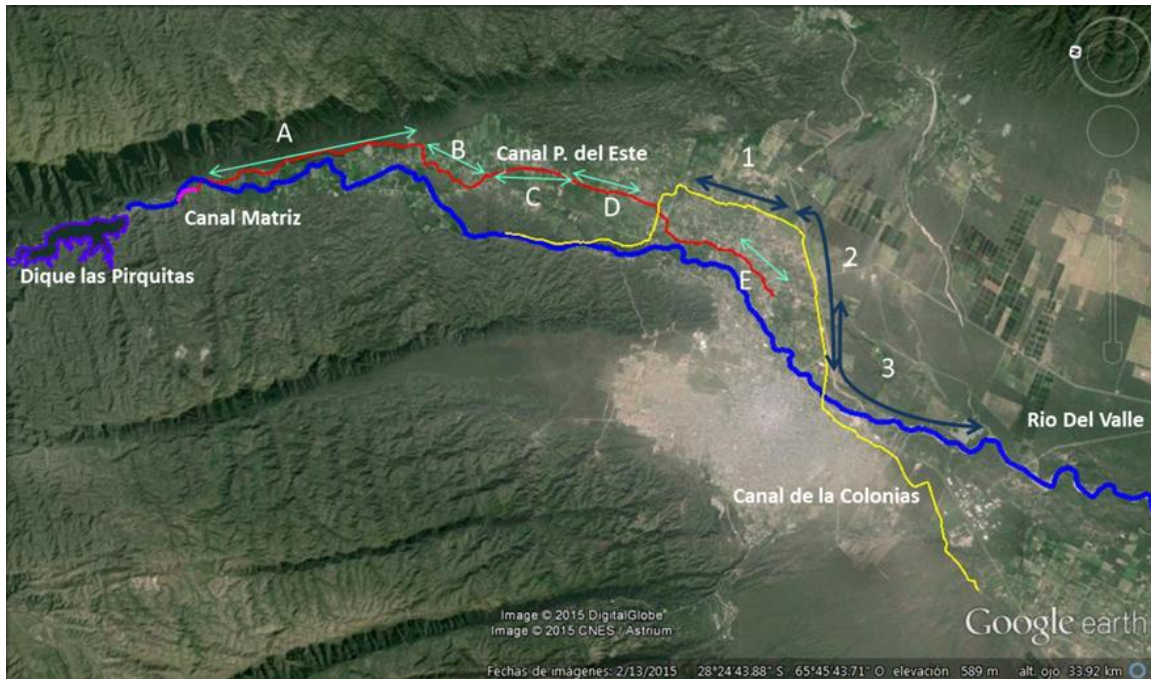 A
B
Canal P. del Este
C
D
1
Canal Matriz
2
Dique las Pirquitas
E
3
Rio Del Valle
Canal de la Colonias
Image © 2015 DigitalGlobe
Image © 2015 CNES / Astrium
Google earth
Fechas de imágenes: 2/13/2015 28°24'43.88" S 65°45'43.71" O elevación 589 m alt. ojo 33.92 km
N